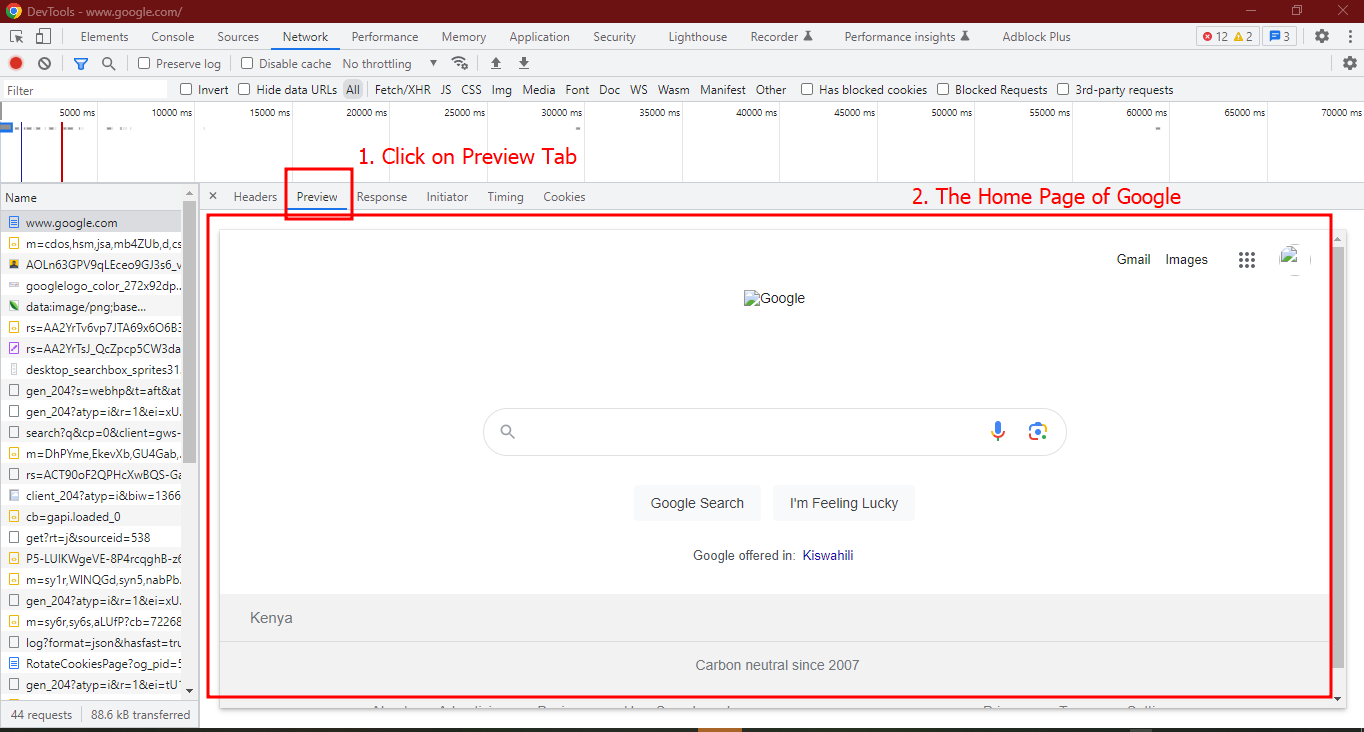 DevTools - www.google.com/
Elements Console Sources Network Performance Memory Application Security Lighthouse Recorder Performance insights Adblock Plus 12 2 3
Preserve log Disable cache No throttling
Filter Invert Hide data URLs All Fetch/XHR JS CSS Img Media Font Doc WS Wasm Manifest Other Has blocked cookies Blocked Requests 3rd-party requests
5000 ms 10000 ms 15000 ms 20000 ms 25000 ms 30000 ms 35000 ms 40000 ms 45000 ms 50000 ms 55000 ms 60000 ms 65000 ms 70000 ms
1. Click on Preview Tab
Name
Headers Preview Response Initiator Timing Cookies
2. The Home Page of Google
www.google.com
m=cdos,hsm,jsa,mb4ZUb,d,cs
AOLn63GPV9qLEceo9GJ3s6_v
googlelogo_color_272x92dp...
data:image/png;base...
rs=AA2YrTv6vp7JTA69x6O6B3
rs=AA2YrTsJ_QcZpcp5CW3da
desktop_searchbox_sprites31
gen_204?s=webhp&t=aft&at
gen_204?atyp=i&r=1&ei=xU.
search?q&cp=0&client=gws-
m=DhPYme,EkevXb,GU4Gab,.
rs=ACT90oF2QPHcXwBQS-Ga
client_204?atyp=i&biw=1366
cb=gapi.loaded_0
get?rt=j&sourceid=538
P5-LUIKWgeVE-8P4rcqghB-z6
m=sy1r,WINQGd,syn5,nabPb.
gen_204?atyp=i&r=1&ei=xU.
m=sy6r,sy6s,aLUfP?cb=72268
log?format=json&hasfast=tru
RotateCookiesPage?og_pid=5
gen_204?atyp=i&r=1&ei=tU1
44 requests 88.6 kB transferred
Gmail Images
Google
Google Search I'm Feeling Lucky
Google offered in: Kiswahili
Kenya
Carbon neutral since 2007